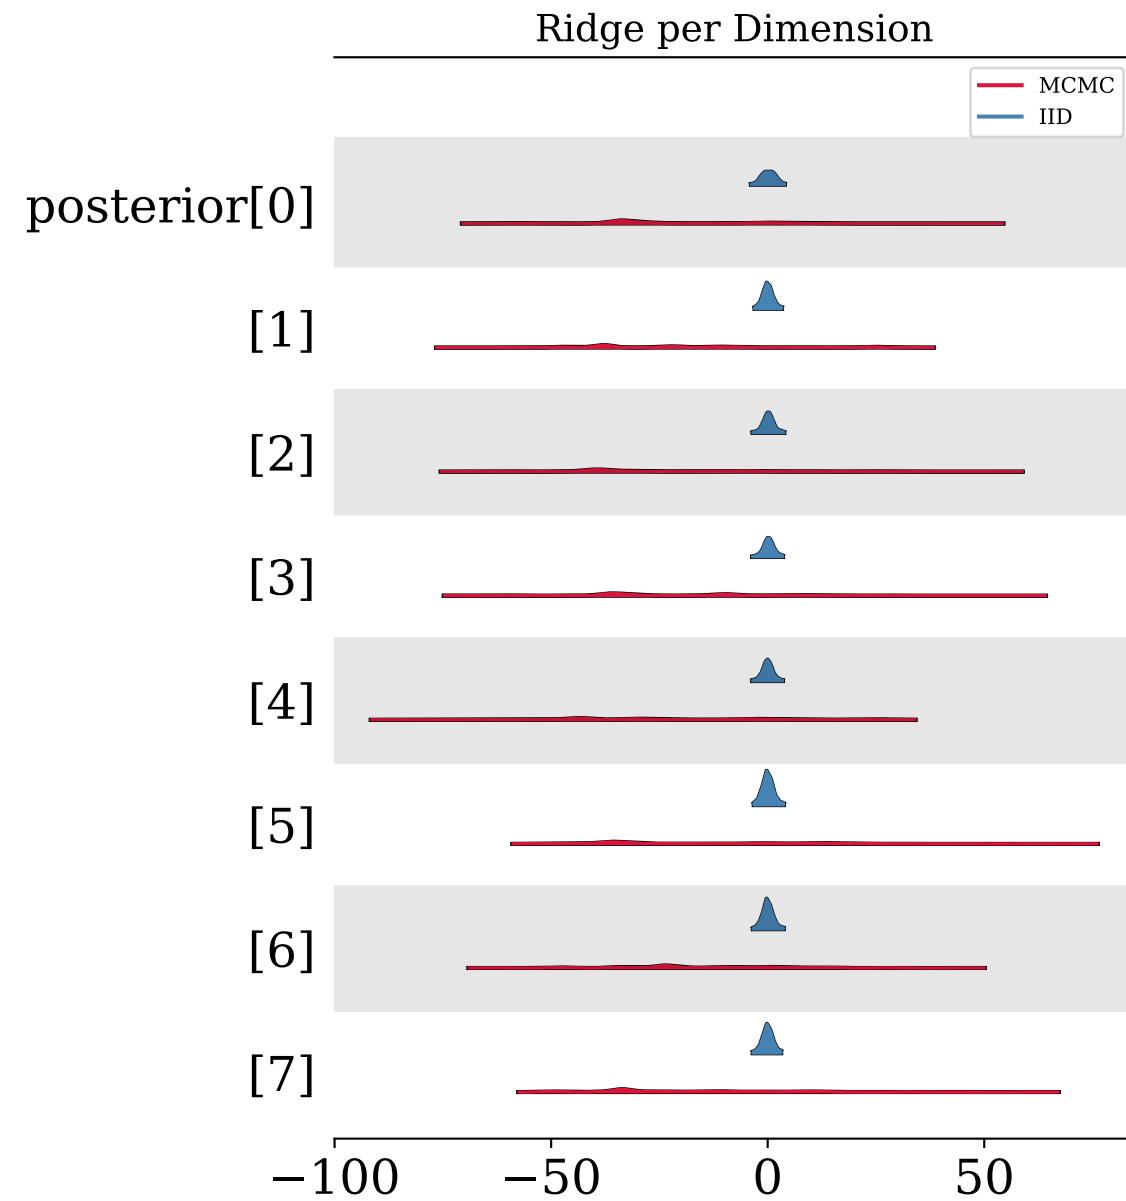 Ridge per Dimension
MCMC
IID
posterior[0]
[1]
[2]
[3]
[4]
[5]
[6]
[7]
−100 −50 0 50